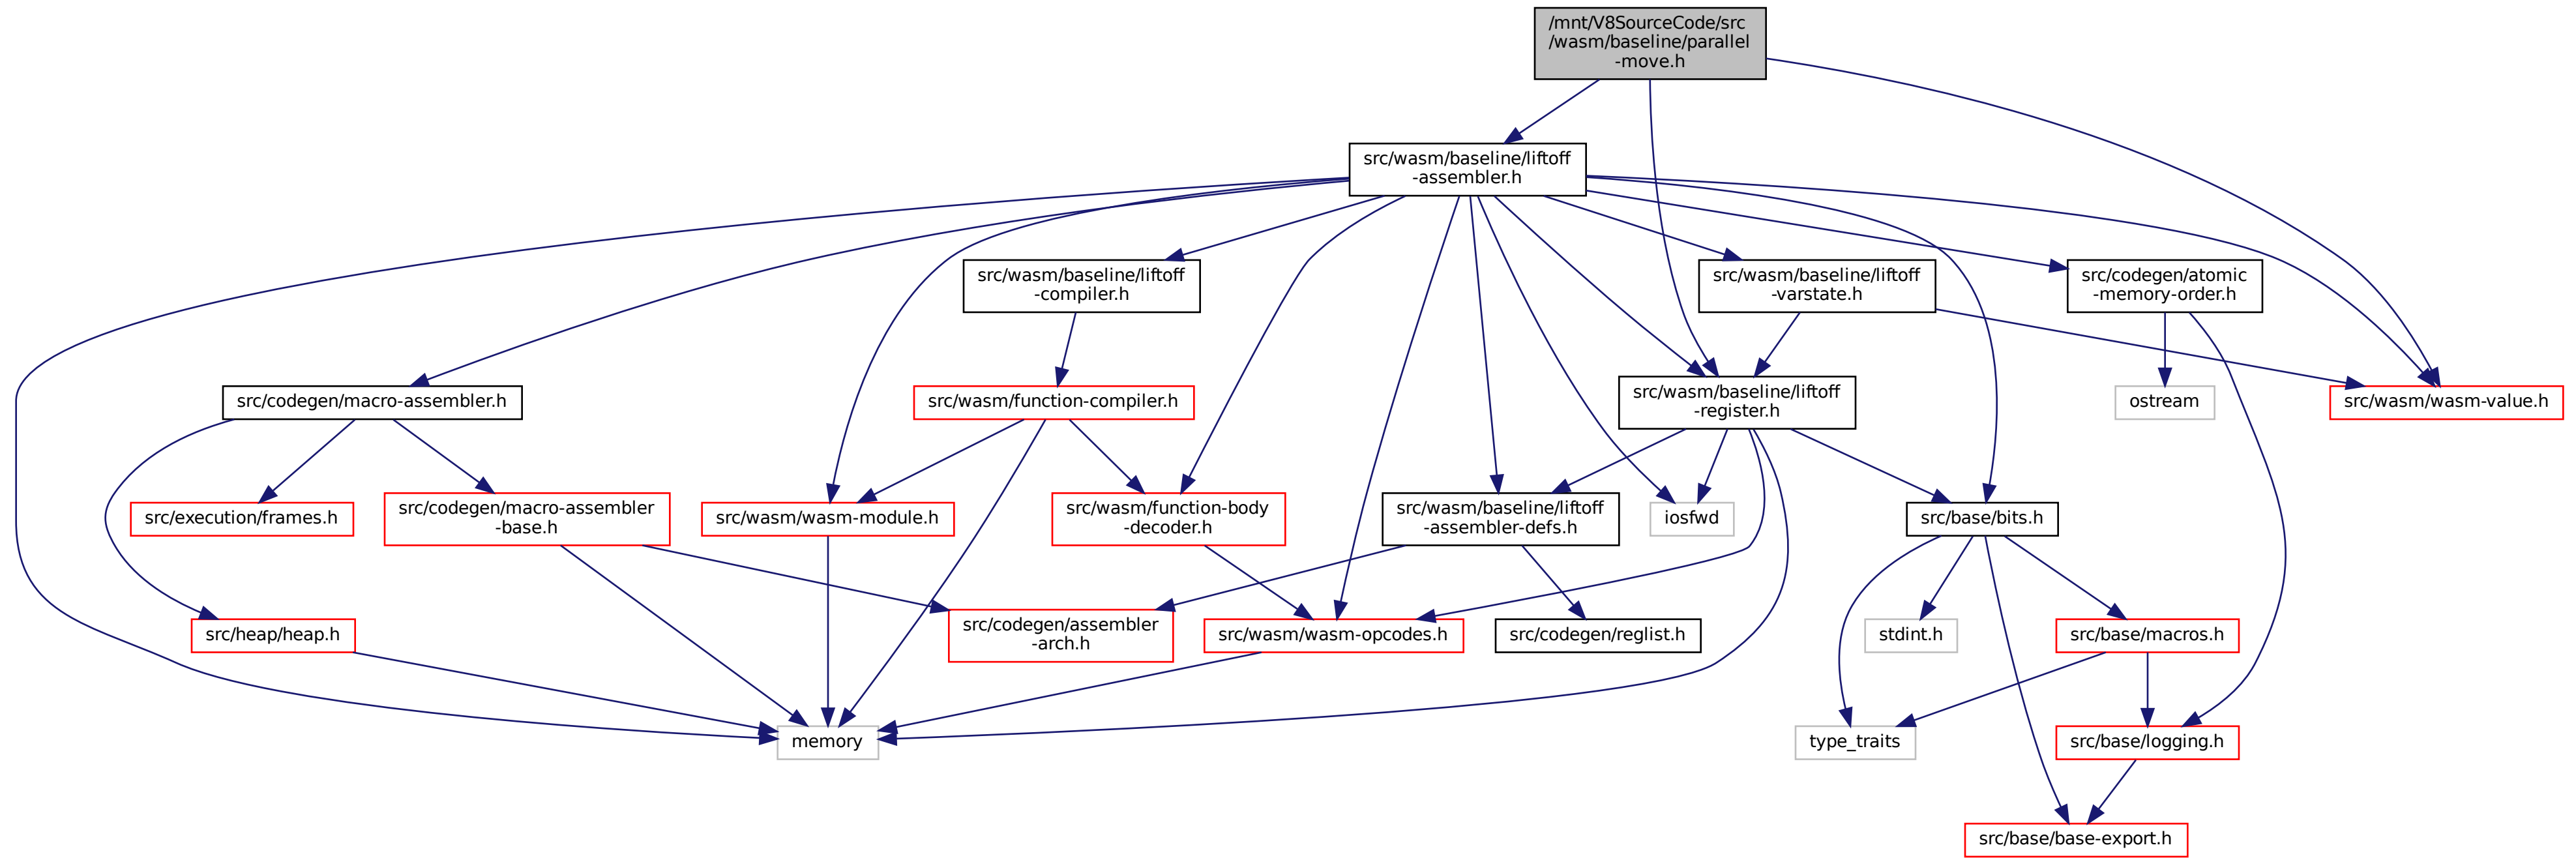 /mnt/V8SourceCode/src
/wasm/baseline/parallel
-move.h
src/wasm/baseline/liftoff
-assembler.h
src/wasm/baseline/liftoff
-compiler.h
src/wasm/baseline/liftoff
-varstate.h
src/codegen/atomic
-memory-order.h
src/codegen/macro-assembler.h
src/wasm/function-compiler.h
src/wasm/baseline/liftoff
-register.h
ostream
src/wasm/wasm-value.h
src/execution/frames.h
src/codegen/macro-assembler
-base.h
src/wasm/wasm-module.h
src/wasm/function-body
-decoder.h
src/wasm/baseline/liftoff
-assembler-defs.h
iosfwd
src/base/bits.h
src/heap/heap.h
src/codegen/assembler
-arch.h
src/wasm/wasm-opcodes.h
src/codegen/reglist.h
stdint.h
src/base/macros.h
memory
type_traits
src/base/logging.h
src/base/base-export.h